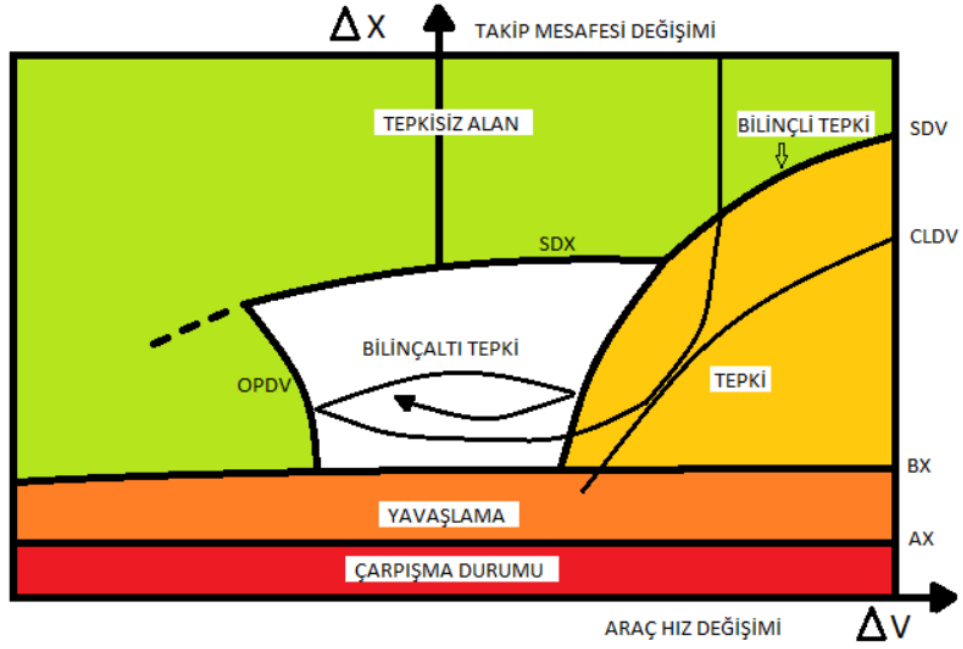 ΔX
TAKİP MESAFESİ DEĞİŞİMİ
TEPKİSİZ ALAN
BİLİNÇLİ TEPKİ
SDV
CLDV
SDX
BİLİNÇALTI TEPKİ
OPDV
TEPKİ
BX
YAVAŞLAMA
AX
ÇARPIŞMA DURUMU
ARAÇ HIZ DEĞİŞİMİ
ΔV